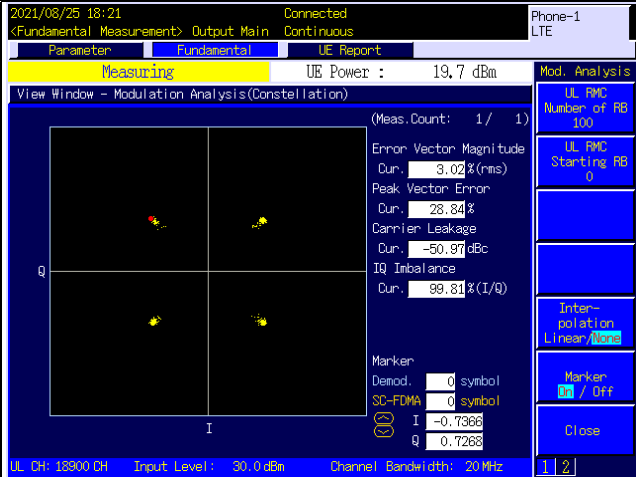 2021/08/25 18:21 Connected Phone-1
<Fundamental Measurement> Output Main Continuous LTE
Parameter Fundamental UE Report
Measuring UE Power : 19.7 dBm Mod. Analysis
View Window - Modulation Analysis(Constellation)
UL RMC
Number of RB
100
(Meas.Count: 1/ 1)
Error Vector Magnitude
Cur. 3.02 %(rms)
Peak Vector Error
Cur. 28.84 %
Carrier Leakage
Cur. -50.97 dBc
IQ Imbalance
Cur. 99.81 %(I/Q)
UL RMC
Starting RB
0
Q
I
Inter-
polation
Linear/None
Marker
Demod. 0 symbol
SC-FDMA 0 symbol
I -0.7366
Q 0.7268
Marker
On / Off
Close
UL CH: 18900 CH Input Level: 30.0 dBm Channel Bandwidth: 20 MHz
1 2